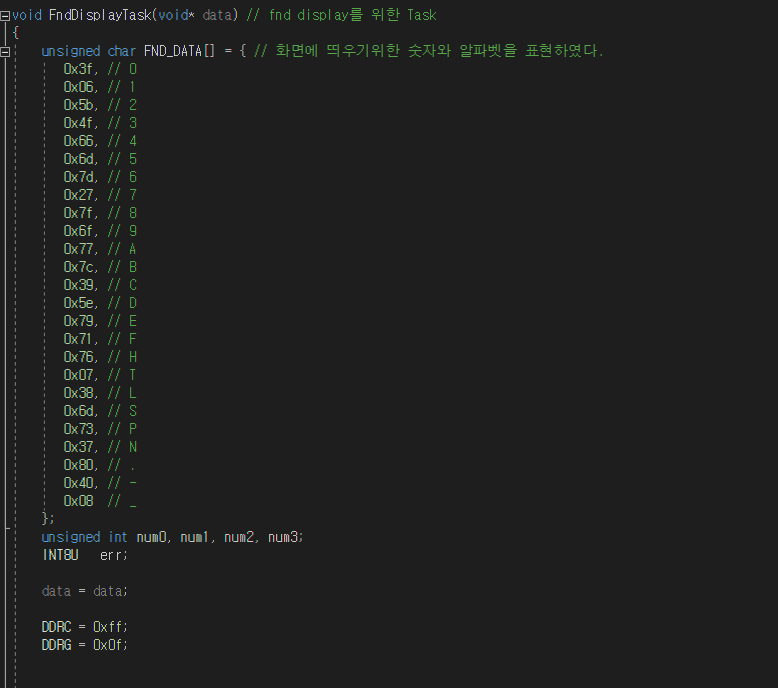 void FndDisplayTask(void* data) // fnd display를 위한 Task
{
unsigned char FND_DATA[] = { // 화면에 띄우기위한 숫자와 알파벳을 표현하였다.
0x3f, // 0
0x06, // 1
0x5b, // 2
0x4f, // 3
0x66, // 4
0x6d, // 5
0x7d, // 6
0x27, // 7
0x7f, // 8
0x6f, // 9
0x77, // A
0x7c, // B
0x39, // C
0x5e, // D
0x79, // E
0x71, // F
0x76, // H
0x07, // T
0x38, // L
0x6d, // S
0x73, // P
0x37, // N
0x80, // .
0x40, // -
0x08 // _
};
unsigned int num0, num1, num2, num3;
INT8U err;
data = data;
DDRC = 0xff;
DDRG = 0x0f;